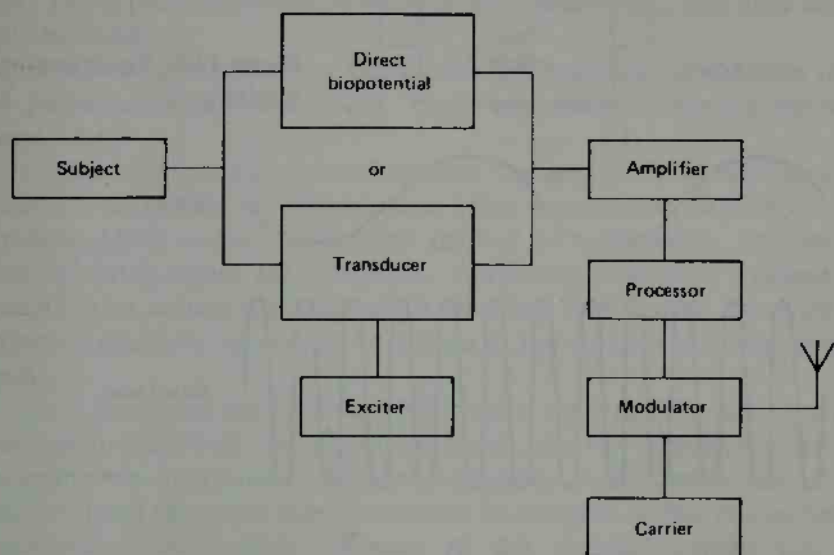 Direct
biopotential
Subject
or
Amplifier
Transducer
Processor
Exciter
Modulator
Carrier